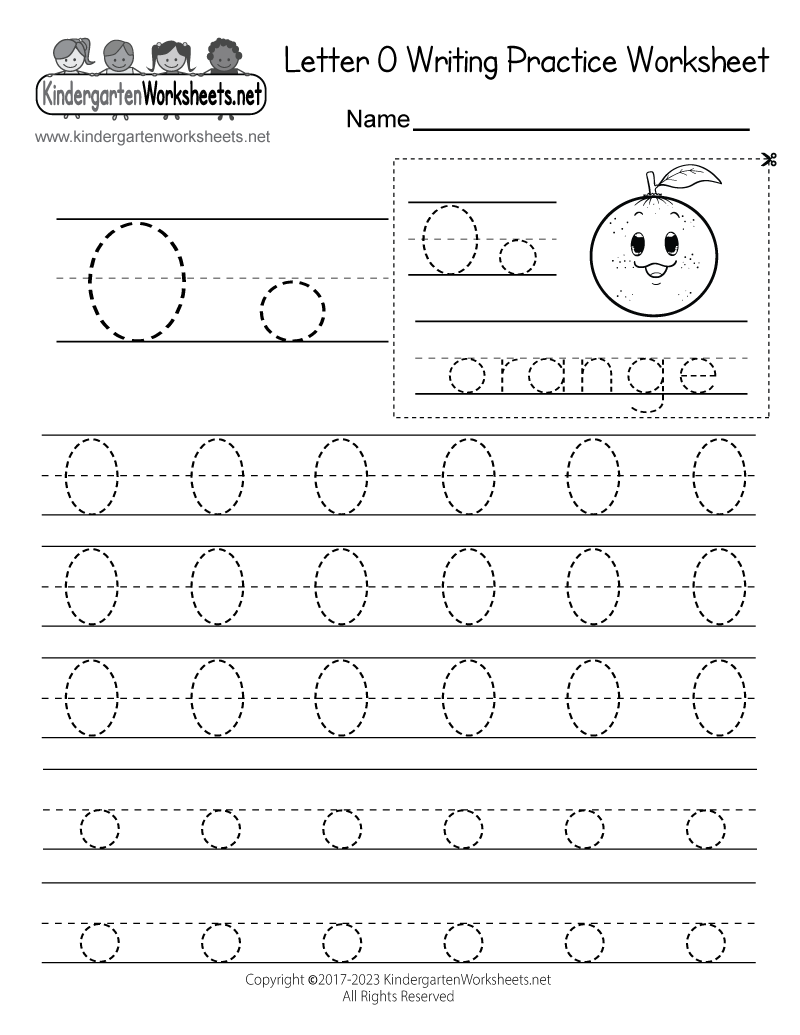 KindergartenWorksheets.net
www.kindergartenworksheets.net
Letter O Writing Practice Worksheet
Name
O o
O o
orange
O O O O O O
O O O O O O
O O O O O O
o o o o o o
o o o o o o
Copyright ©2017-2023 KindergartenWorksheets.net
All Rights Reserved